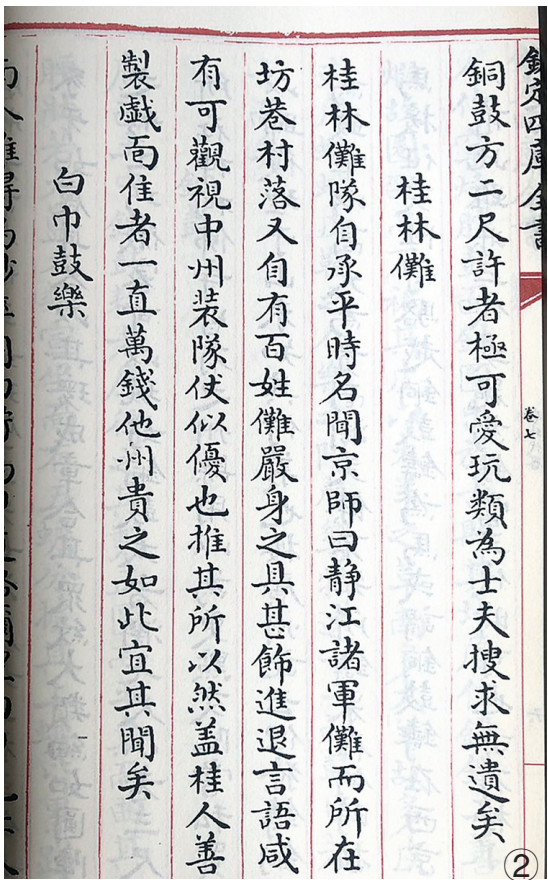 欽定四庫全書
卷七
銅鼓方二尺許者極可愛玩類為士夫搜求無遺矣
桂林儺
桂林儺隊自承平時名聞京師曰静江諸軍儺而所在
坊巷村落又自有百姓儺嚴身之具甚飾進退言語咸
有可觀視中州装隊仗似優也推其所以然盖桂人善
製戲面佳者一直萬錢他州貴之如此宜其聞矣
白巾鼓樂
②